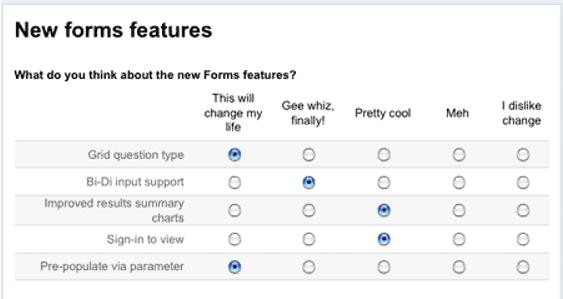 New forms features
What do you think about the new Forms features?
This will
change my
life
Gee whiz,
finally!
Pretty cool
Meh
I dislike
change
Grid question type
Bi-Di input support
Improved results summary
charts
Sign-in to view
Pre-populate via parameter